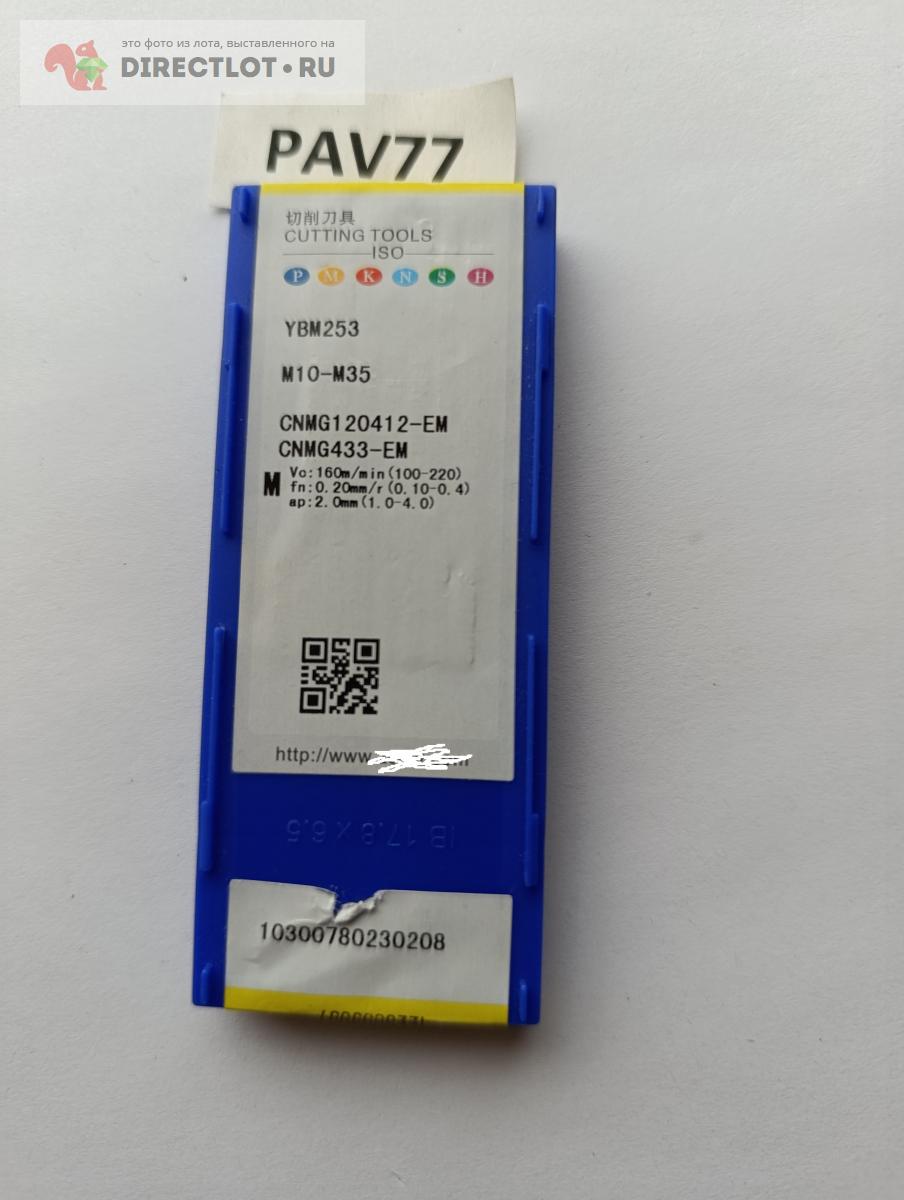 это фото из лота, выставленного на
DIRECTLOT•RU
PAV77
切削刀具
CUTTING TOOLS
ISO
P M K N S H
YBM253
M10-M35
CNMG120412-EM
CNMG433-EM
M
Vc:160m/min(100-220)
fn:0.20mm/r(0.10-0.4)
ap:2.0mm(1.0-4.0)
http://www.
IB 17.8 x 6.5
10300780230208